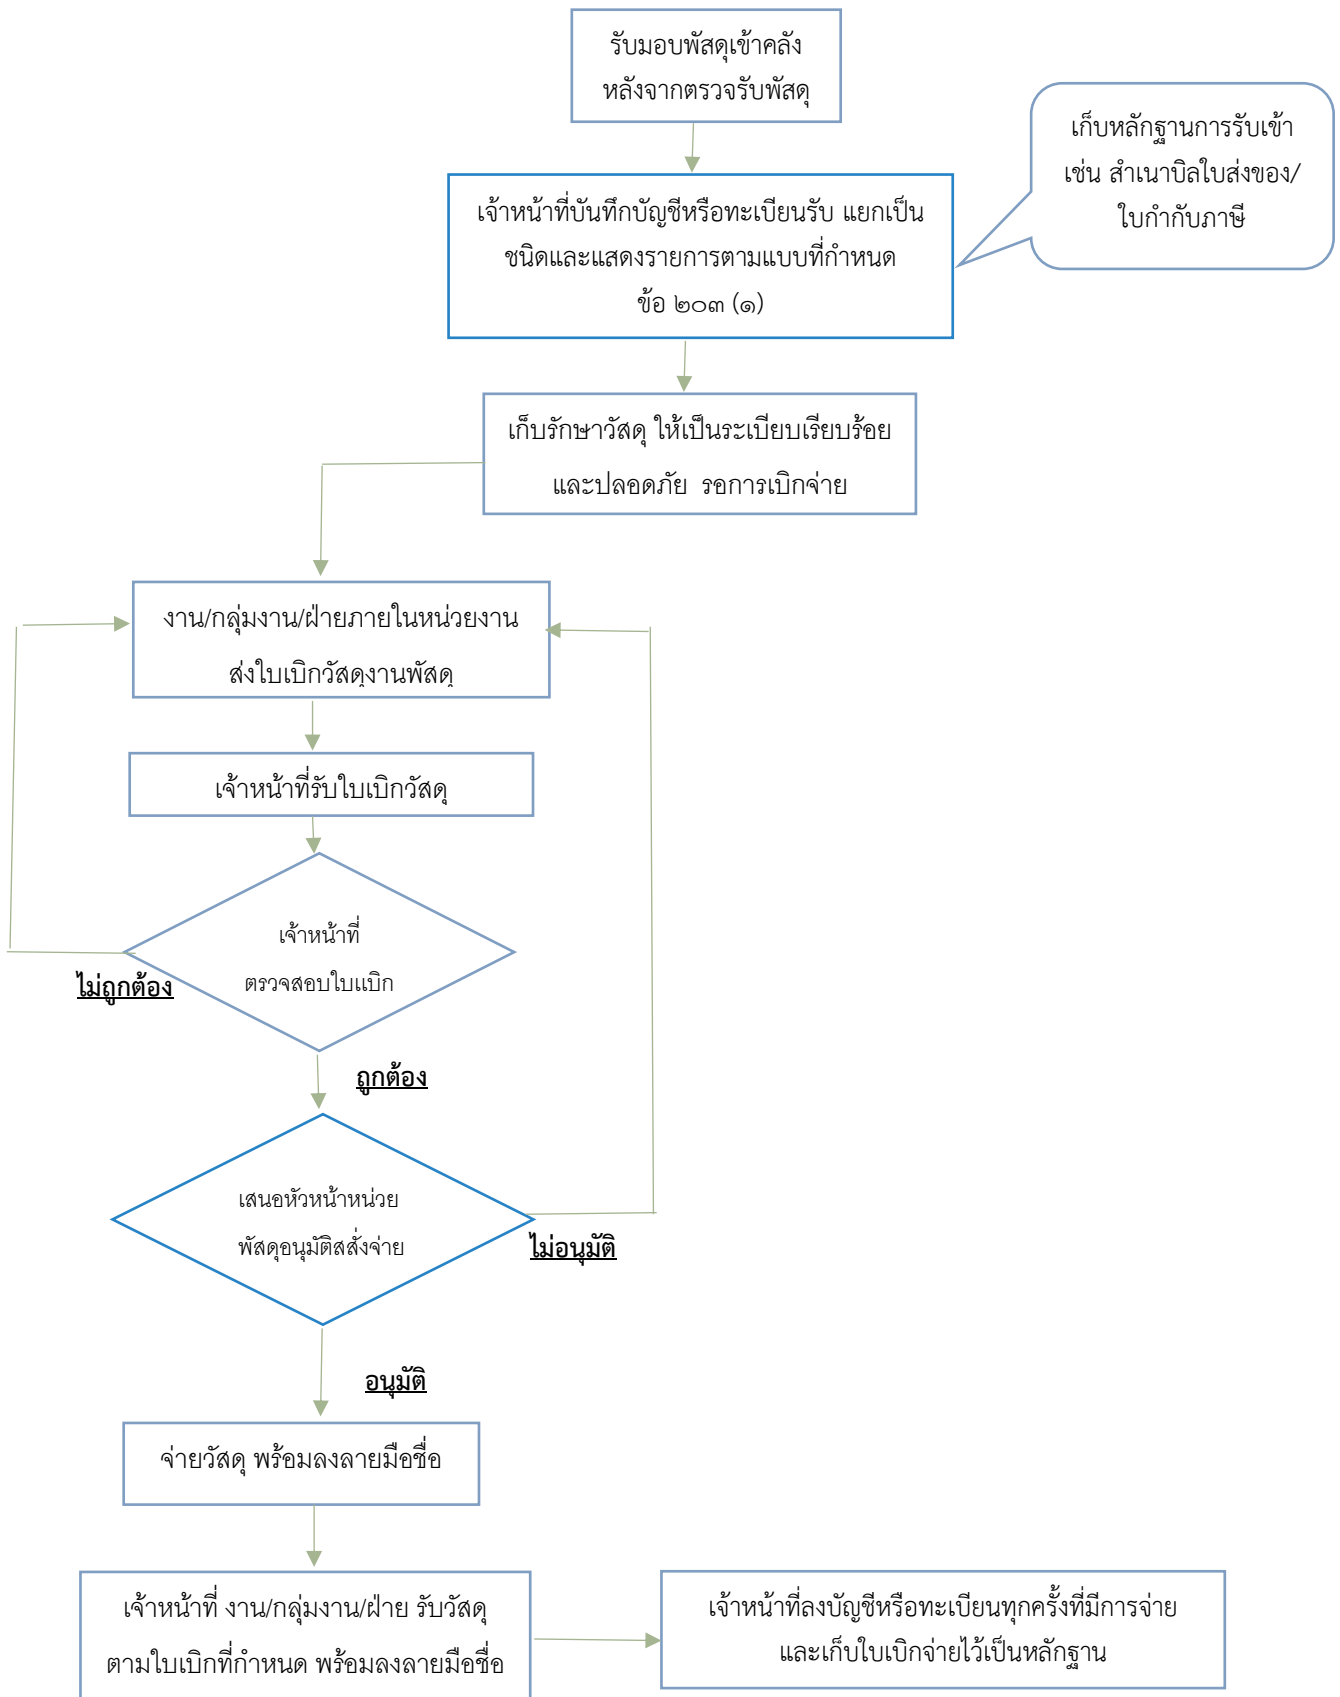 รับมอบพัสดุเข้าคลัง
หลังจากตรวจรับพัสดุ
เก็บหลักฐานการรับเข้า
เช่น สำเนาบิลใบส่งของ/
ใบกำกับภาษี
เจ้าหน้าที่บันทึกบัญชีหรือทะเบียนรับ แยกเป็น
ชนิดและแสดงรายการตามแบบที่กำหนด
ข้อ ๒๐๓ (๑)
เก็บรักษาวัสดุ ให้เป็นระเบียบเรียบร้อย
และปลอดภัย รอการเบิกจ่าย
งาน/กลุ่มงาน/ฝ่ายภายในหน่วยงาน
ส่งใบเบิกวัสดุงานพัสดุ
เจ้าหน้าที่รับใบเบิกวัสดุ
เจ้าหน้าที่
ตรวจสอบใบแบิก
ไม่ถูกต้อง
ถูกต้อง
เสนอหัวหน้าหน่วย
พัสดุอนุมัติสสั่งจ่าย
ไม่อนุมัติ
อนุมัติ
จ่ายวัสดุ พร้อมลงลายมือชื่อ
เจ้าหน้าที่ งาน/กลุ่มงาน/ฝ่าย รับวัสดุ
ตามใบเบิกที่กำหนด พร้อมลงลายมือชื่อ
เจ้าหน้าที่ลงบัญชีหรือทะเบียนทุกครั้งที่มีการจ่าย
และเก็บใบเบิกจ่ายไว้เป็นหลักฐาน